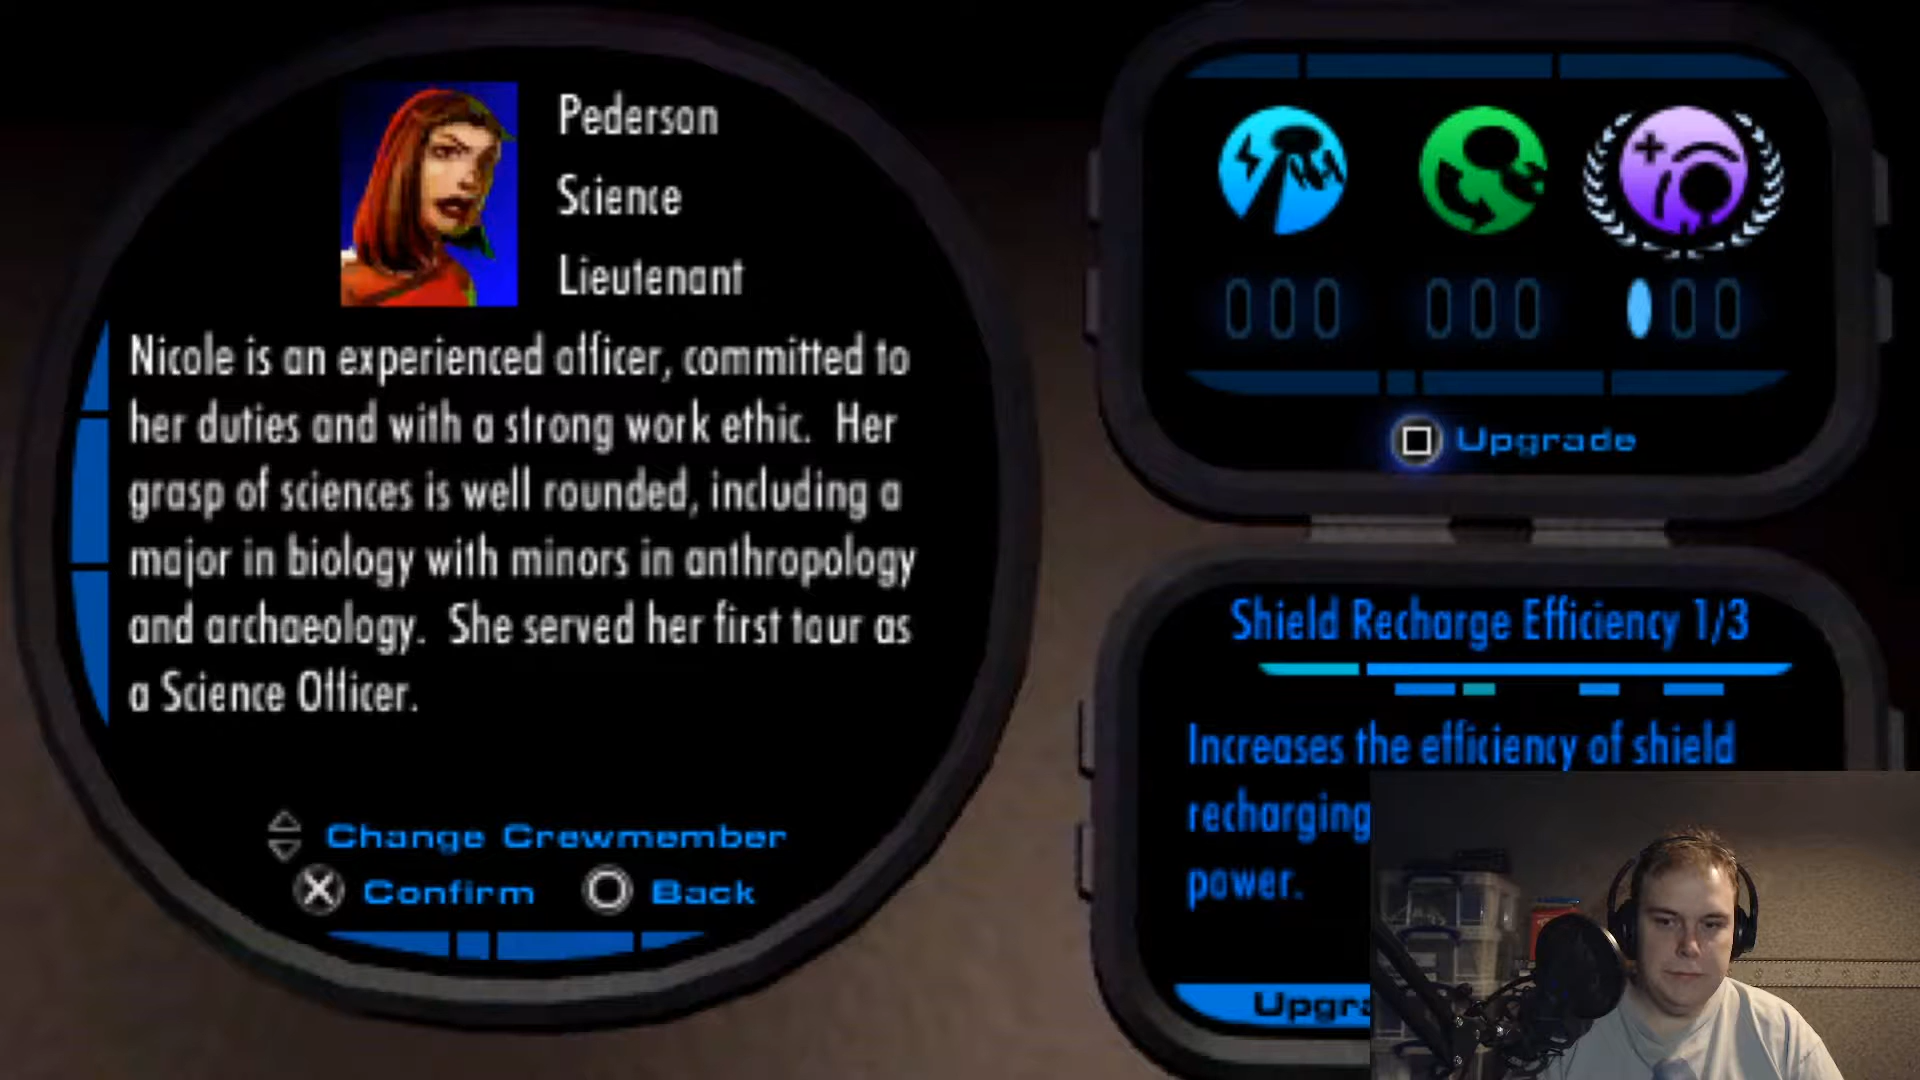 Pederson
Science
Lieutenant
Nicole is an experienced officer, committed to
her duties and with a strong work ethic. Her
grasp of sciences is well rounded, including a
major in biology with minors in anthropology
and archaeology. She served her first tour as
a Science Officer.
Change Crewmember
Confirm
Back
Upgrade
Shield Recharge Efficiency 1/3
Increases the efficiency of shield
recharging
power.